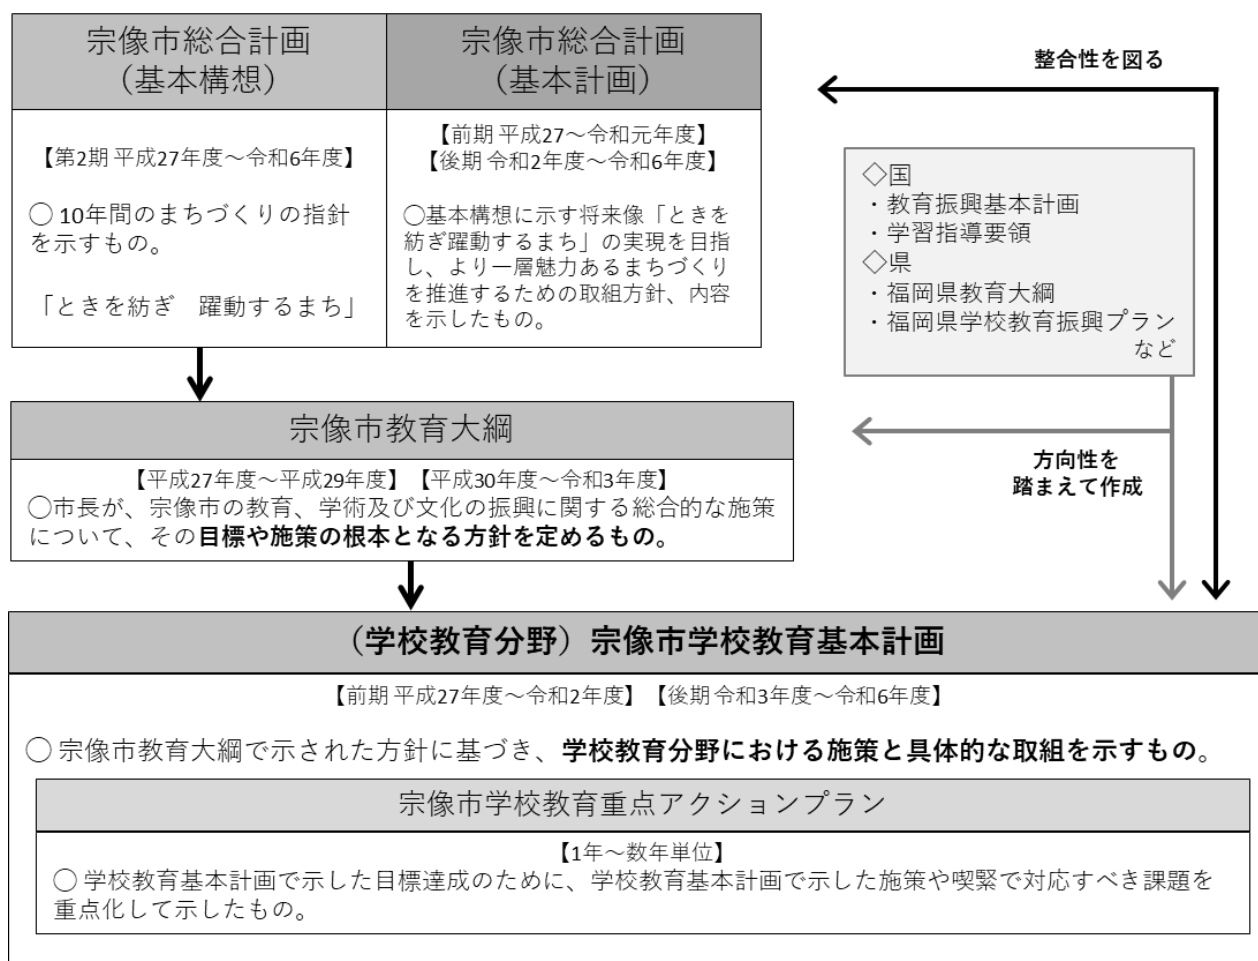 宗像市総合計画
（基本構想）
【第2期 平成27年度～令和6年度】
○ 10年間のまちづくりの指針
を示すもの。
「ときを紡ぎ　躍動するまち」
宗像市総合計画
（基本計画）
【前期 平成27～令和元年度】
【後期 令和2年度～令和6年度】
○基本構想に示す将来像「ときを
紡ぎ躍動するまち」の実現を目指
し、より一層魅力あるまちづくり
を推進するための取組方針、内容
を示したもの。
整合性を図る
◇国
・教育振興基本計画
・学習指導要領
◇県
・福岡県教育大綱
・福岡県学校教育振興プラン
など
方向性を
踏まえて作成
宗像市教育大綱
【平成27年度～平成29年度】【平成30年度～令和3年度】
○市長が、宗像市の教育、学術及び文化の振興に関する総合的な施策
について、その目標や施策の根本となる方針を定めるもの。
（学校教育分野）宗像市学校教育基本計画
【前期 平成27年度～令和2年度】【後期 令和3年度～令和6年度】
○ 宗像市教育大綱で示された方針に基づき、学校教育分野における施策と具体的な取組を示すもの。
宗像市学校教育重点アクションプラン
【1年～数年単位】
○ 学校教育基本計画で示した目標達成のために、学校教育基本計画で示した施策や喫緊で対応すべき課題を
重点化して示したもの。